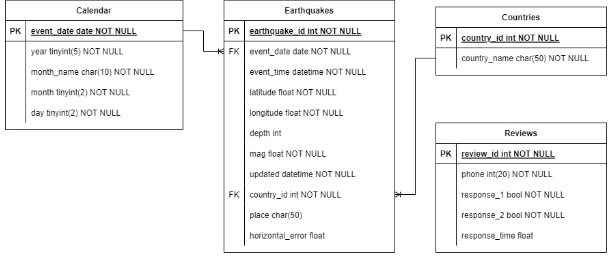 Calendar
PK event_date date NOT NULL
year tinyint(5) NOT NULL
month_name char(10) NOT NULL
month tinyint(2) NOT NULL
day tinyint(2) NOT NULL
Earthquakes
PK earthquake_id int NOT NULL
FK event_date date NOT NULL
event_time datetime NOT NULL
latitude float NOT NULL
longitude float NOT NULL
depth int
mag float NOT NULL
updated datetime NOT NULL
FK country_id int NOT NULL
place char(50)
horizontal_error float
Countries
PK country_id int NOT NULL
country_name char(50) NOT NULL
Reviews
PK review_id int NOT NULL
phone int(20) NOT NULL
response_1 bool NOT NULL
response_2 bool NOT NULL
response_time float